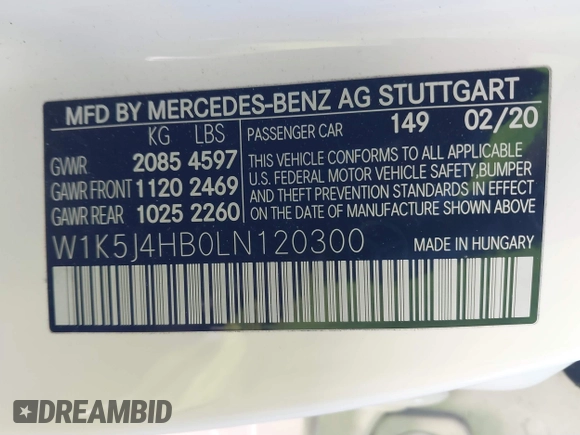 MFD BY MERCEDES-BENZ AG STUTTGART
KG LBS PASSENGER CAR 149 02/20
GVWR 2085 4597
GAWR FRONT 1120 2469
GAWR REAR 1025 2260
THIS VEHICLE CONFORMS TO ALL APPLICABLE
U.S. FEDERAL MOTOR VEHICLE SAFETY, BUMPER
AND THEFT PREVENTION STANDARDS IN EFFECT
ON THE DATE OF MANUFACTURE SHOWN ABOVE.
W1K5J4HB0LN120300 MADE IN HUNGARY
DREAMBID